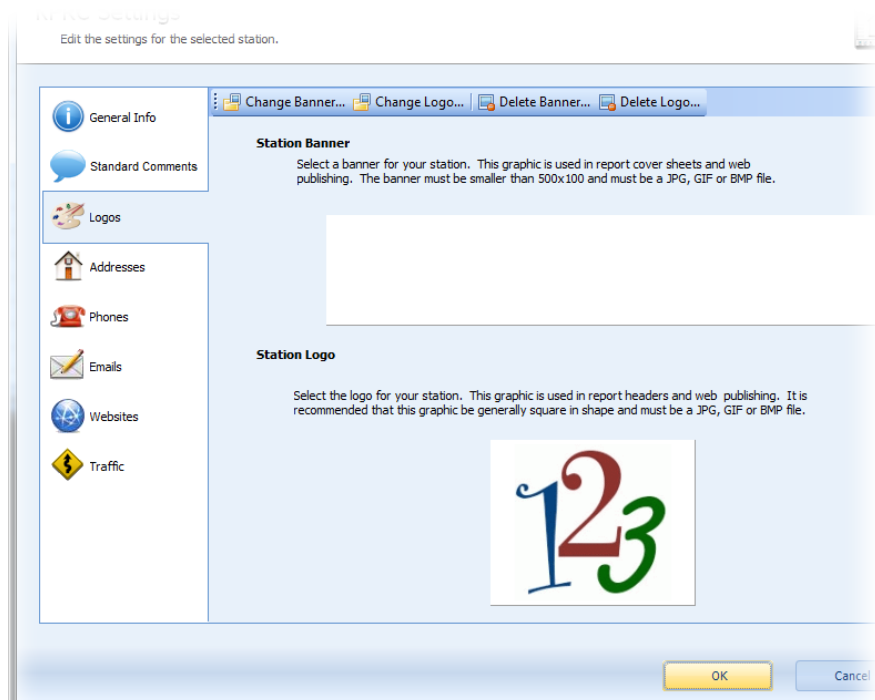 Settings
Edit the settings for the selected station.
General Info
Standard Comments
Logos
Addresses
Phones
Emails
Websites
Traffic
Change Banner... Change Logo... Delete Banner... Delete Logo...
Station Banner
Select a banner for your station. This graphic is used in report cover sheets and web
publishing. The banner must be smaller than 500x100 and must be a JPG, GIF or BMP file.
Station Logo
Select the logo for your station. This graphic is used in report headers and web publishing. It is
recommended that this graphic be generally square in shape and must be a JPG, GIF or BMP file.
123
OK Cancel